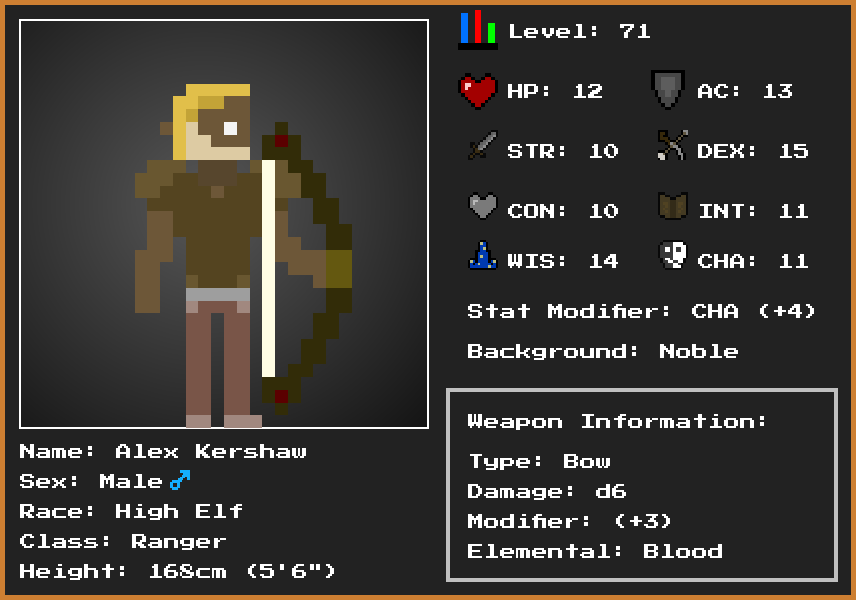 Level: 71
HP: 12
AC: 13
STR: 10
DEX: 15
CON: 10
INT: 11
WIS: 14
CHA: 11
Stat Modifier: CHA (+4)
Background: Noble
Weapon Information:
Type: Bow
Damage: d6
Modifier: (+3)
Elemental: Blood
Name: Alex Kershaw
Sex: Male ♂
Race: High Elf
Class: Ranger
Height: 168cm (5'6")